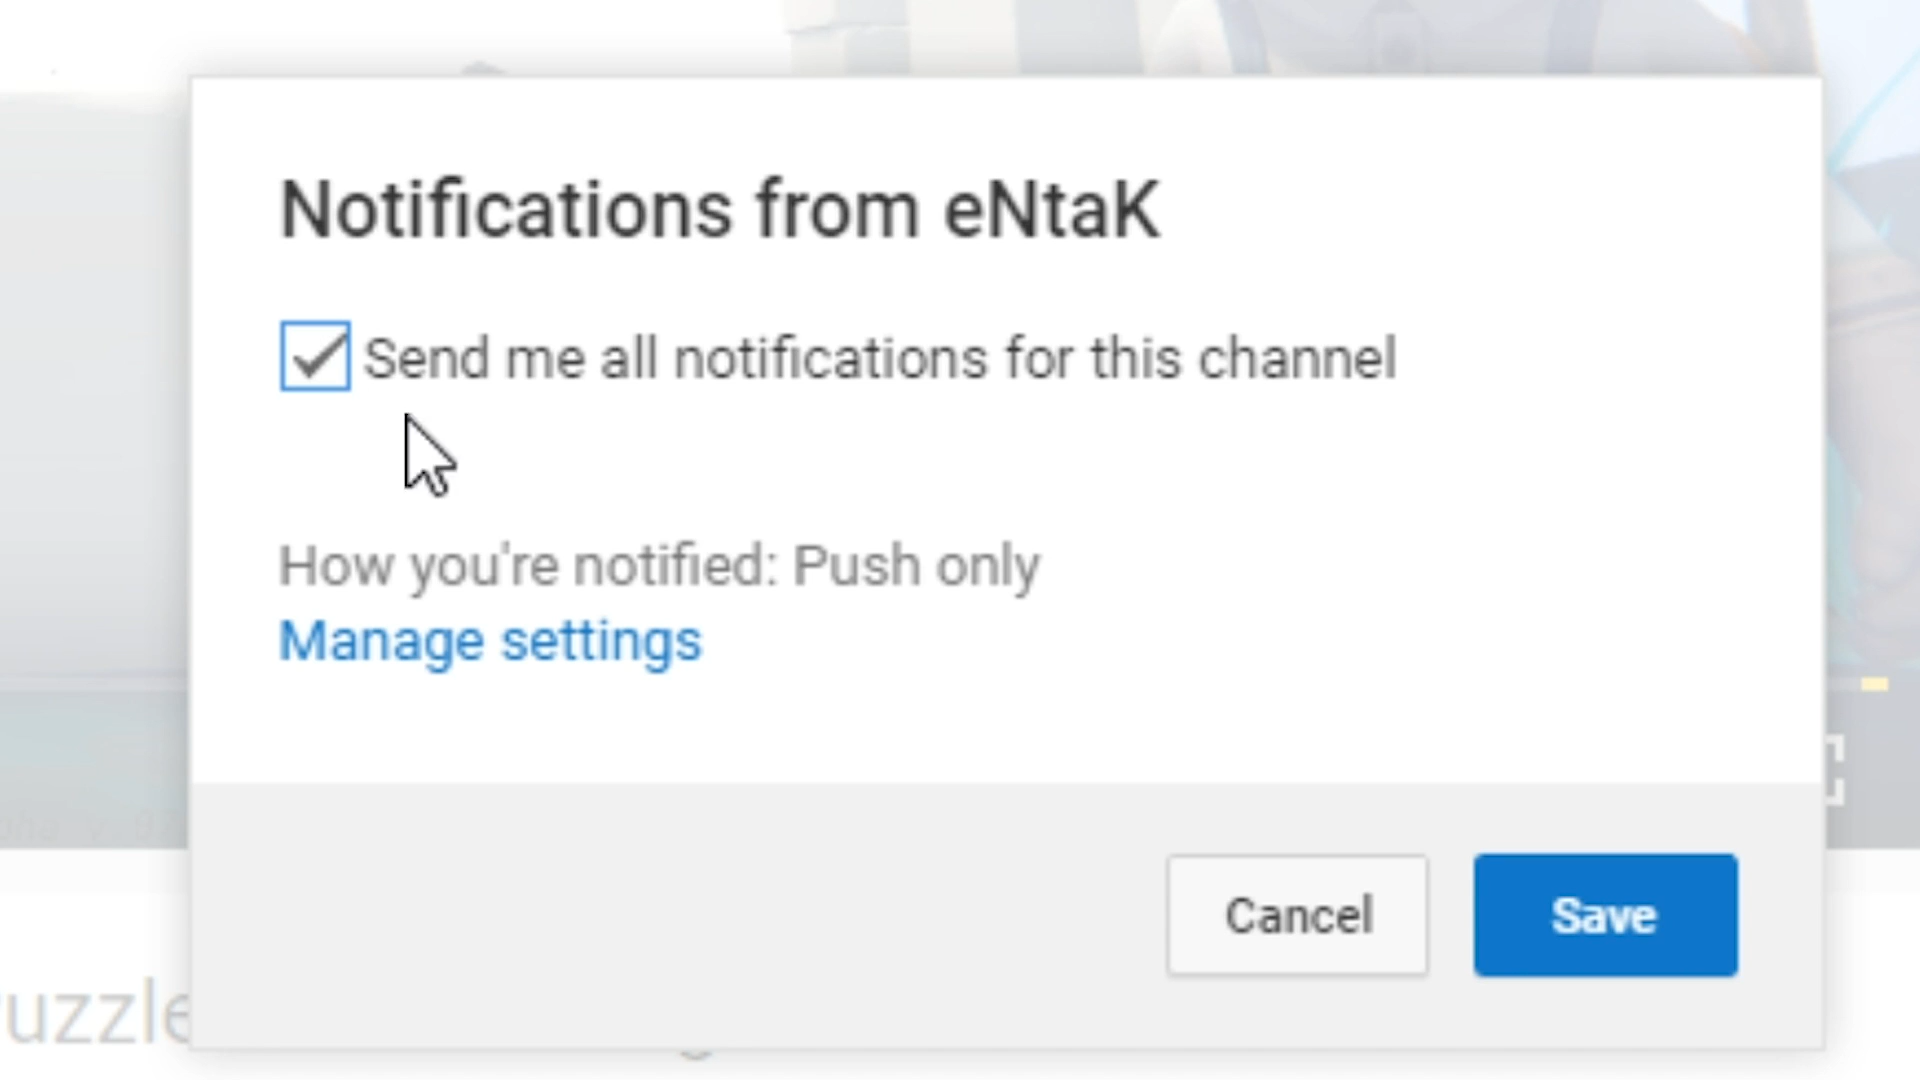 Notifications from eNtaK
Send me all notifications for this channel
How you're notified: Push only
Manage settings
Cancel
Save